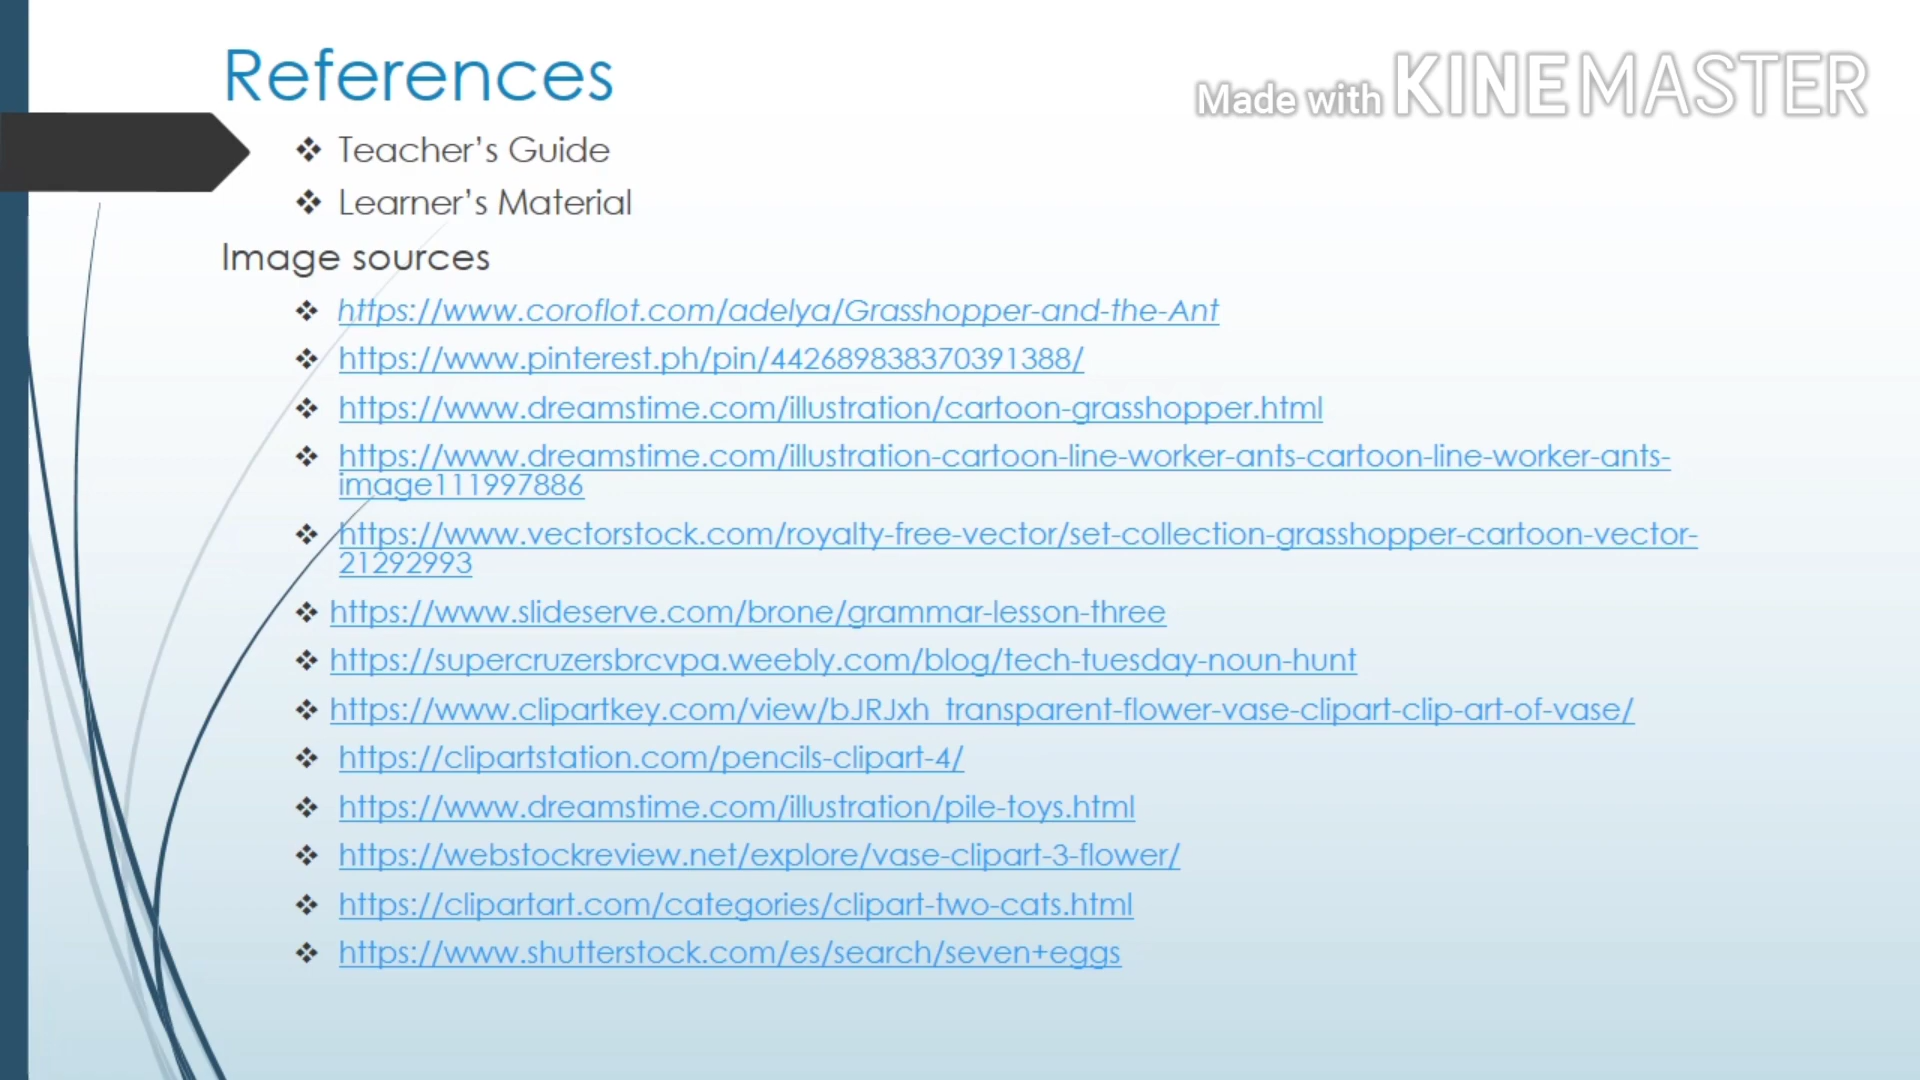 References
Made with KINEMASTER
❖ Teacher’s Guide
❖ Learner’s Material
Image sources
❖ https://www.coroflot.com/adelya/Grasshopper-and-the-Ant
❖ https://www.pinterest.ph/pin/442689838370391388/
❖ https://www.dreamstime.com/illustration/cartoon-grasshopper.html
❖ https://www.dreamstime.com/illustration-cartoon-line-worker-ants-cartoon-line-worker-ants-
image111997886
❖ https://www.vectorstock.com/royalty-free-vector/set-collection-grasshopper-cartoon-vector-
21292993
❖ https://www.slideserve.com/brone/grammar-lesson-three
❖ https://supercruzersbrcvpa.weebly.com/blog/tech-tuesday-noun-hunt
❖ https://www.clipartkey.com/view/bJRJxh_transparent-flower-vase-clipart-clip-art-of-vase/
❖ https://clipartstation.com/pencils-clipart-4/
❖ https://www.dreamstime.com/illustration/pile-toys.html
❖ https://webstockreview.net/explore/vase-clipart-3-flower/
❖ https://clipartart.com/categories/clipart-two-cats.html
❖ https://www.shutterstock.com/es/search/seven+eggs